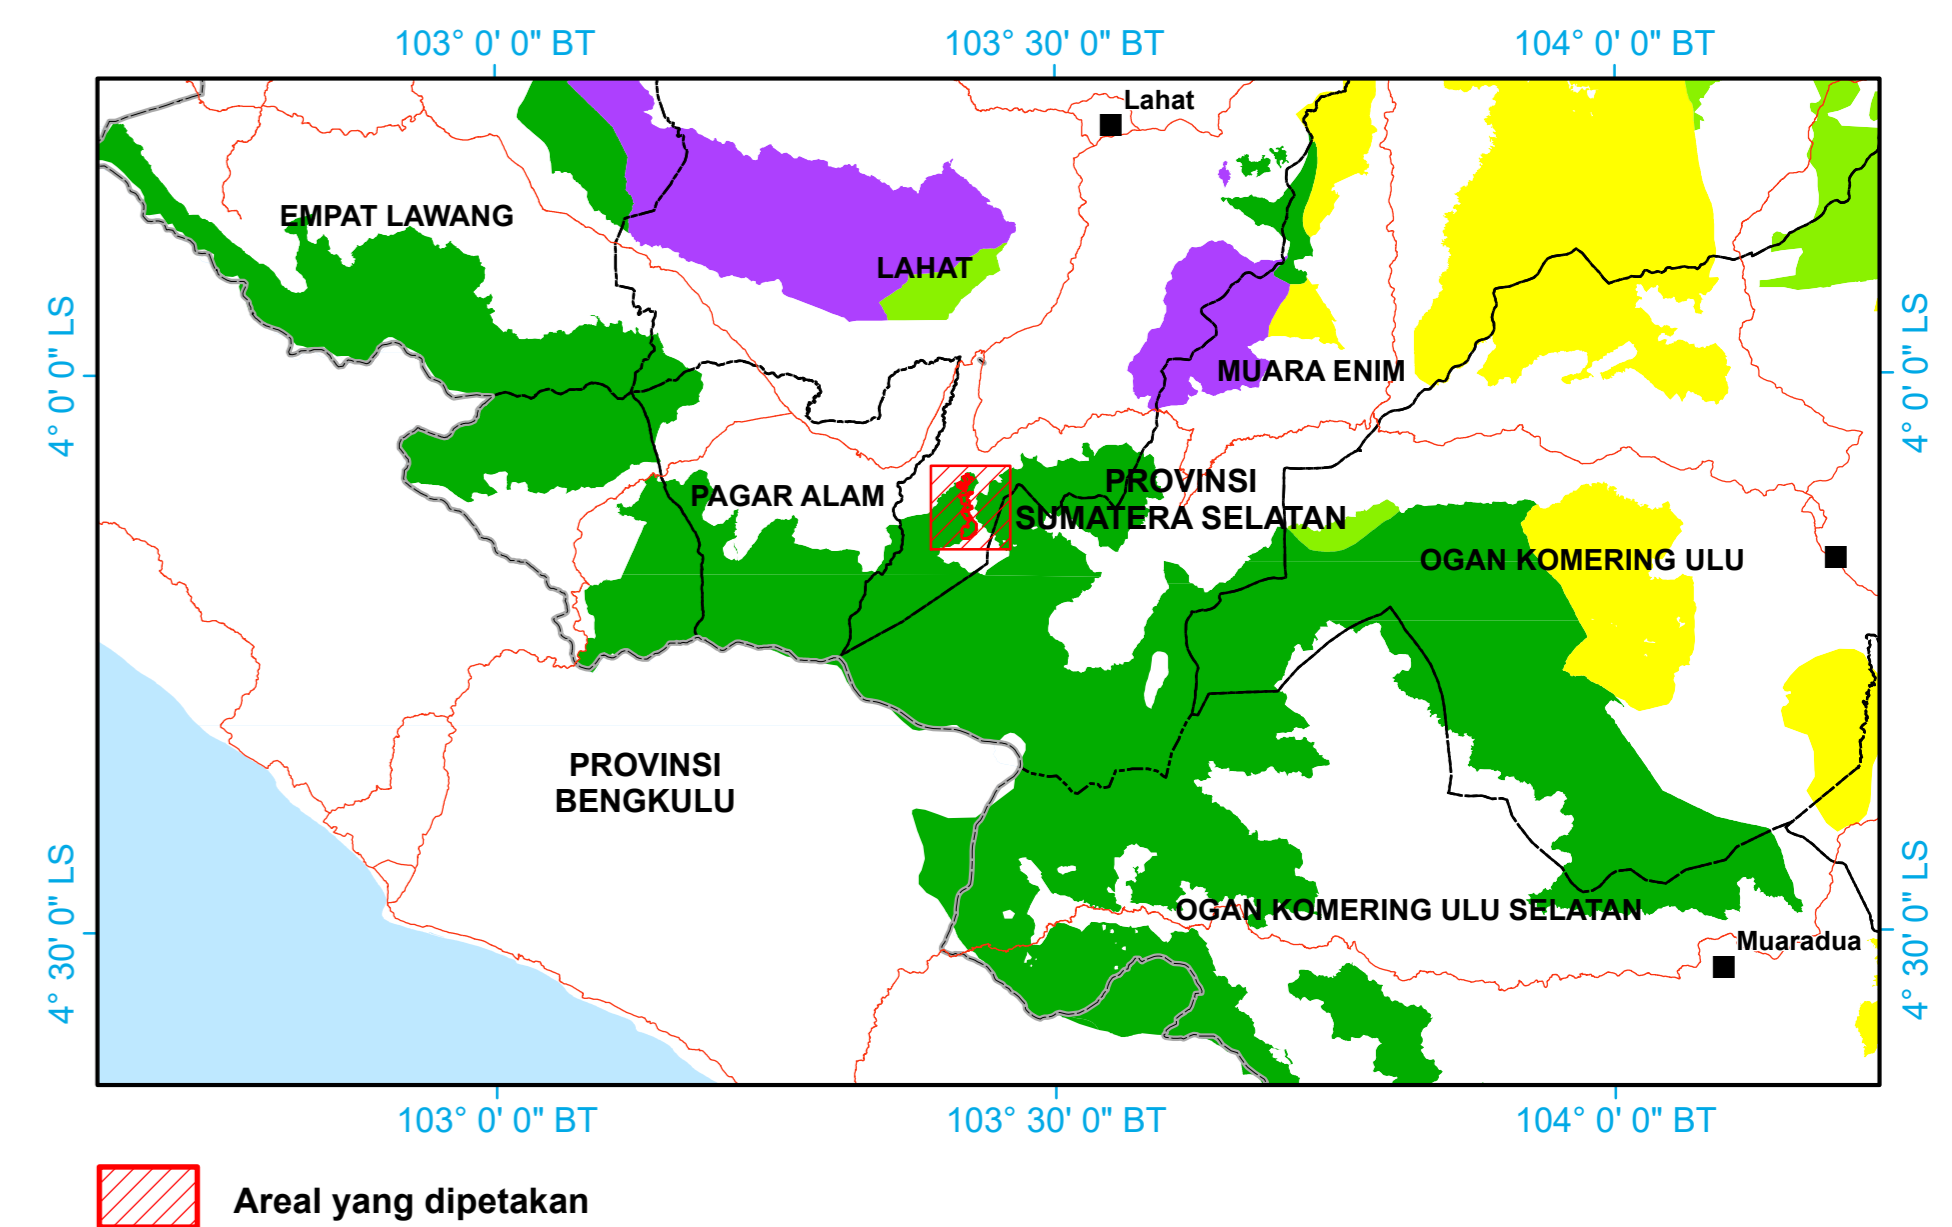 103° 0' 0" BT
103° 30' 0" BT
104° 0' 0" BT
Lahat
EMPAT LAWANG
LAHAT
4° 0' 0" LS
4° 0' 0" LS
MUARA ENIM
PAGAR ALAM
PROVINSI
SUMATERA SELATAN
OGAN KOMERING ULU
PROVINSI
BENGKULU
OGAN KOMERING ULU SELATAN
4° 30' 0" LS
4° 30' 0" LS
Muaradua
103° 0' 0" BT
103° 30' 0" BT
104° 0' 0" BT
Areal yang dipetakan